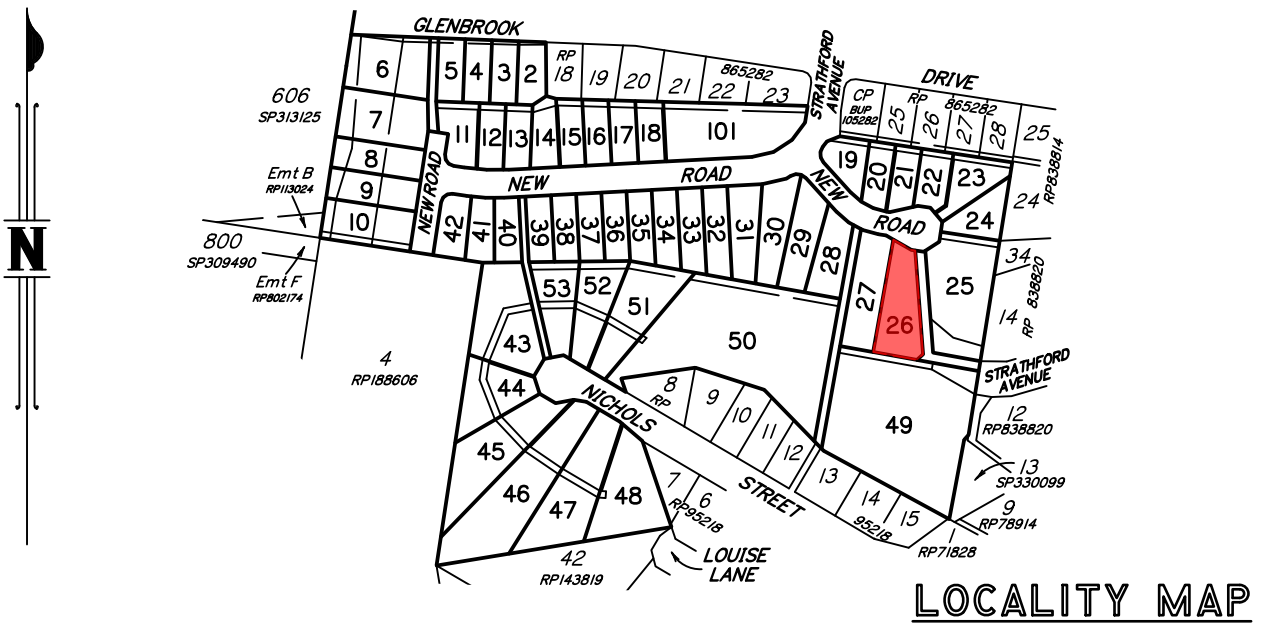 GLENBROOK
STRATHFORD
AVENUE
DRIVE
6
5
4
3
2
RP
18
19
20
21
865282
22
23
CP
BUP
105282
RP
865282
25
26
27
28
25
RP838814
24
606
SP313125
7
8
9
10
11
12
13
14
15
16
17
18
101
19
20
21
22
23
24
Emt B
RP113024
NEW ROAD
NEW ROAD
NEW
ROAD
800
SP309490
Emt F
RP802174
42
41
40
39
38
37
36
35
34
33
32
31
30
29
28
27
26
25
34
RP 838820
14
53
52
51
50
43
44
45
46
47
48
4
RP188606
NICHOLS
STREET
8
RP
9
10
11
12
13
14
15
95218
49
STRATHFORD
AVENUE
12
RP838820
13
SP330099
9
RP78914
1
RP71828
7
6
RP95218
42
RP143819
LOUISE
LANE
N
LOCALITY MAP